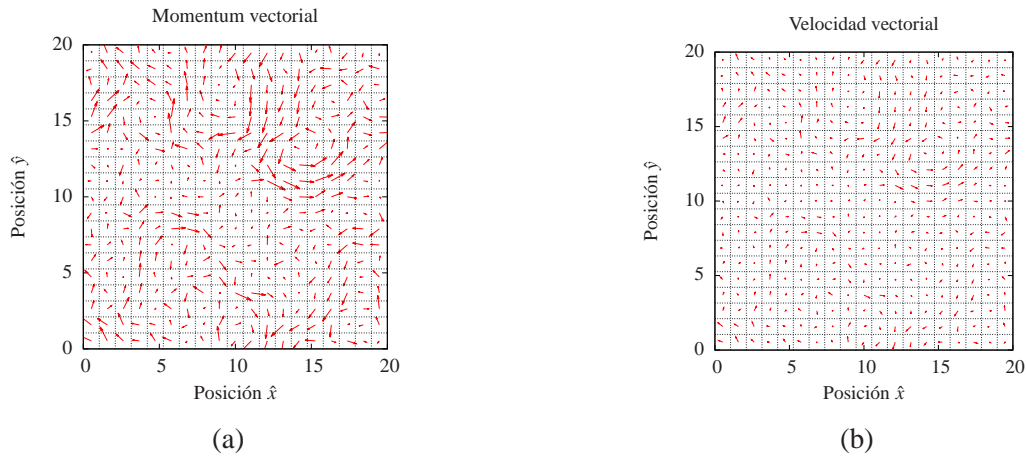 Momentum vectorial
20
15
10
5
0
0 5 10 15 20
Posición ŷ
Posición x̂
(a)
Velocidad vectorial
20
15
10
5
0
0 5 10 15 20
Posición ŷ
Posición x̂
(b)